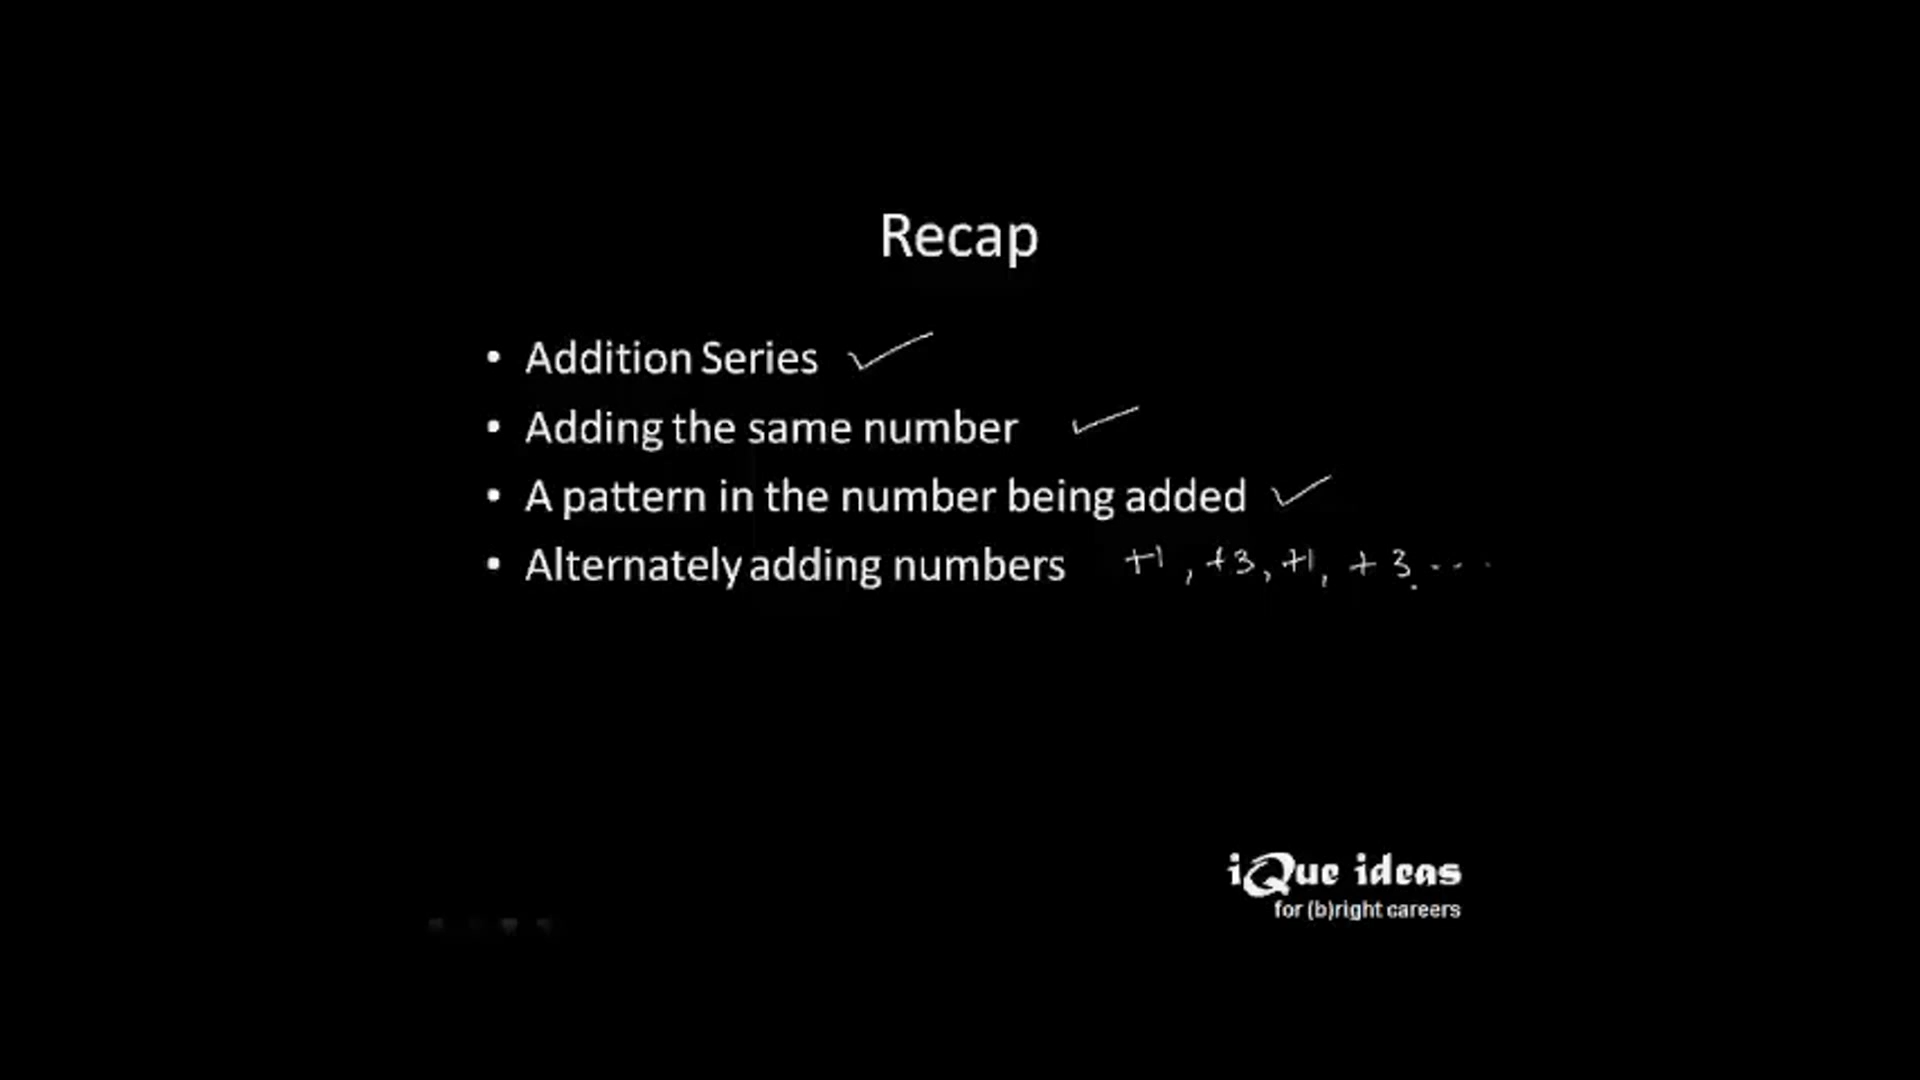 Recap
• Addition Series ✓
• Adding the same number ✓
• A pattern in the number being added ✓
• Alternately adding numbers +1, +3, +1, +3....
iQue ideas
for (b)right careers